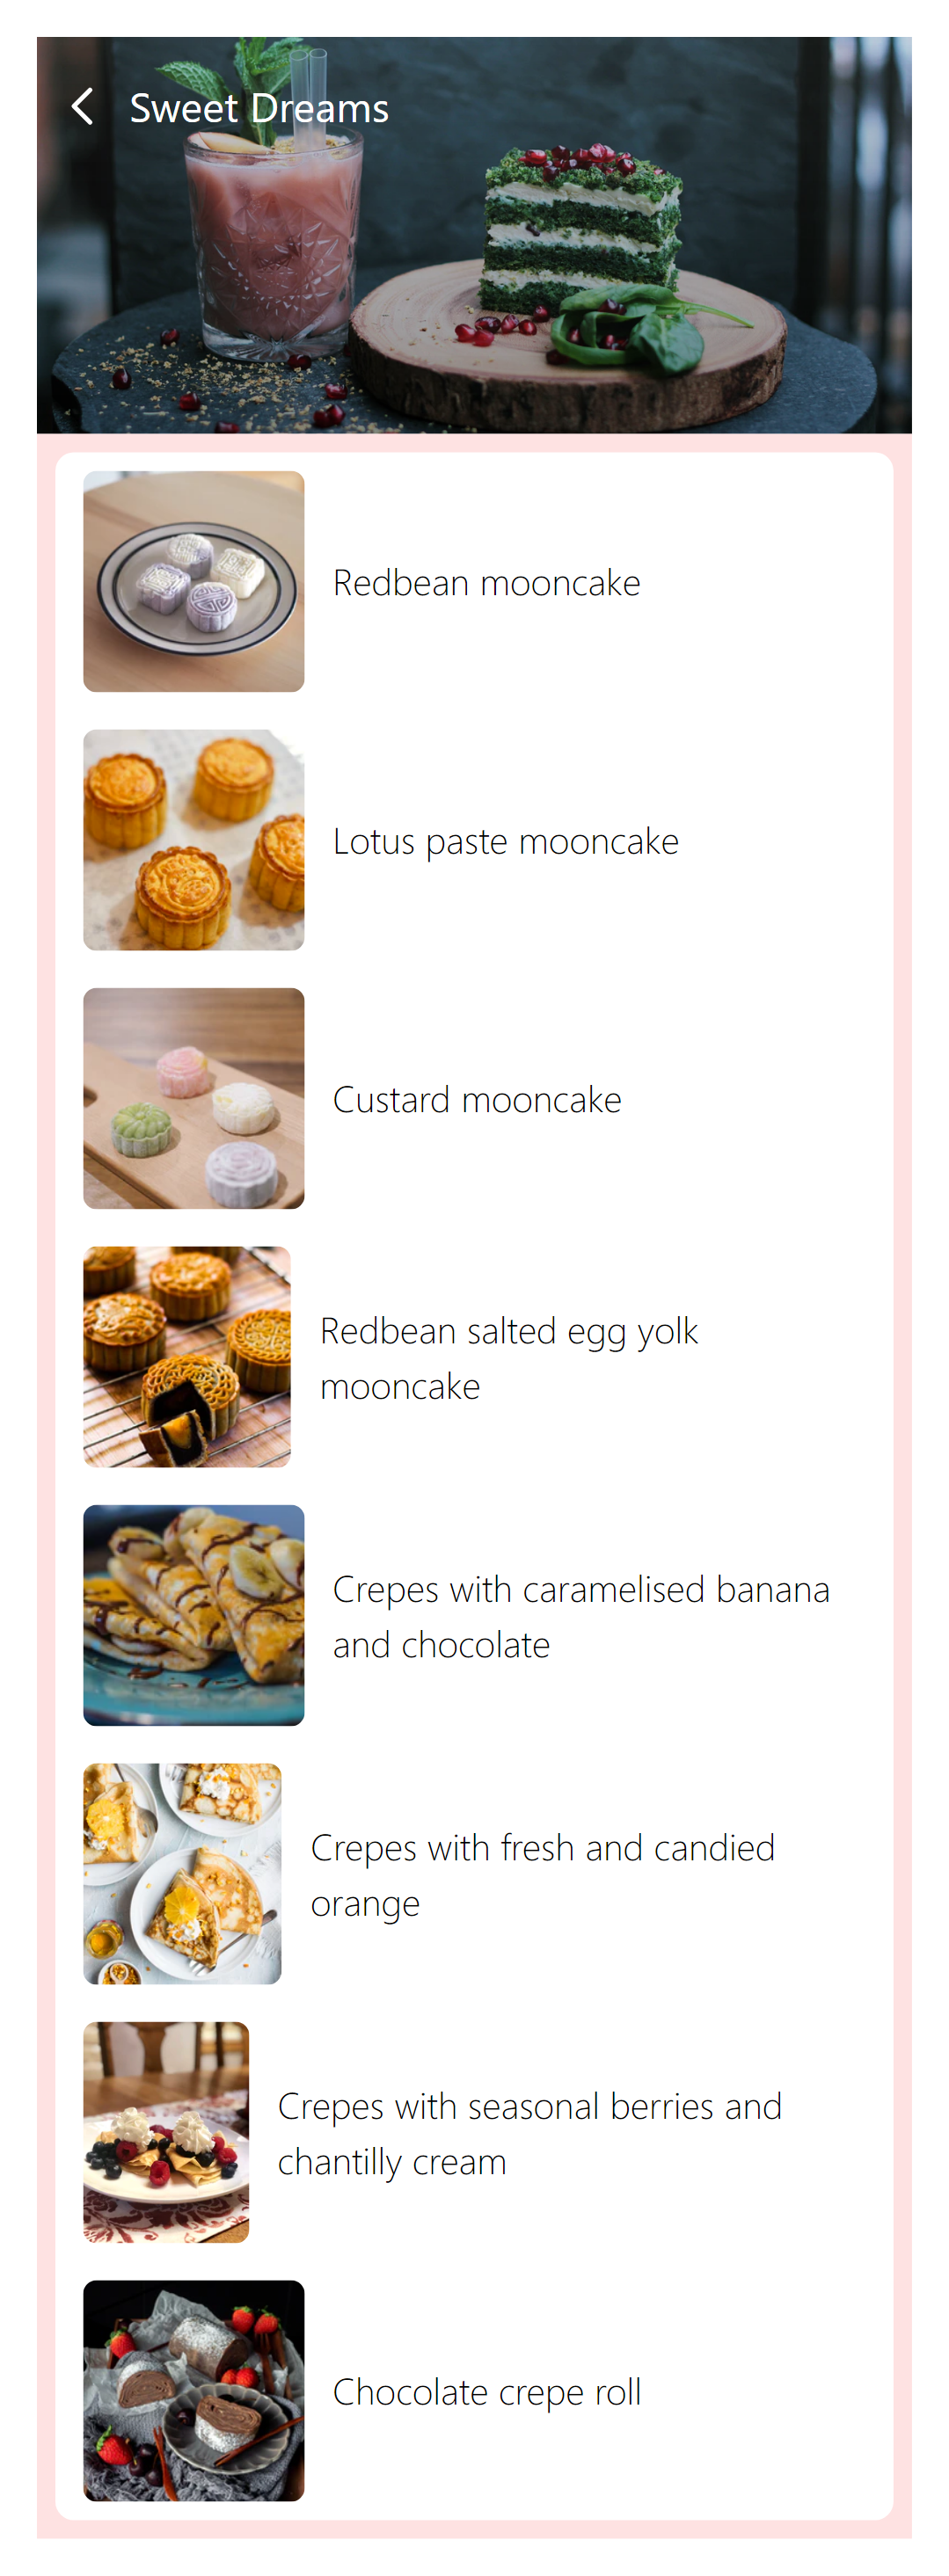 Sweet Dreams
Redbean mooncake
Lotus paste mooncake
Custard mooncake
Redbean salted egg yolk
mooncake
Crepes with caramelised banana
and chocolate
Crepes with fresh and candied
orange
Crepes with seasonal berries and
chantilly cream
Chocolate crepe roll